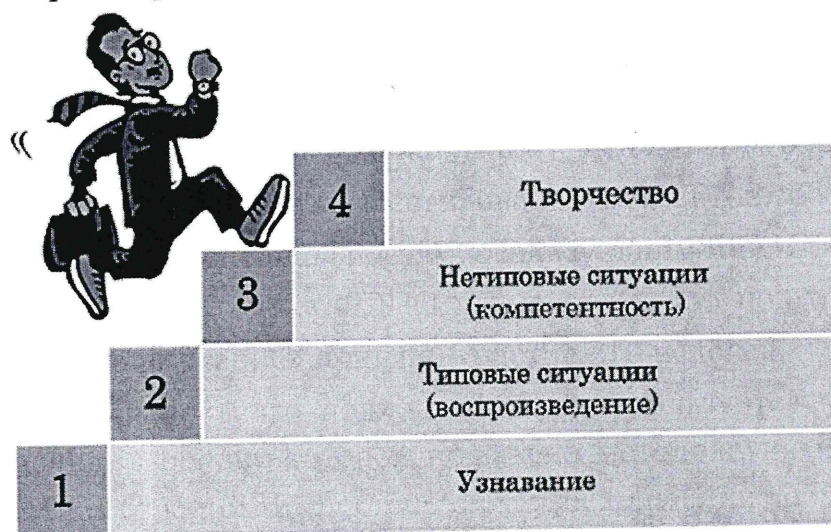 4
Творчество
3
Нетиповые ситуации
(компетентность)
2
Типовые ситуации
(воспроизведение)
1
Узнавание